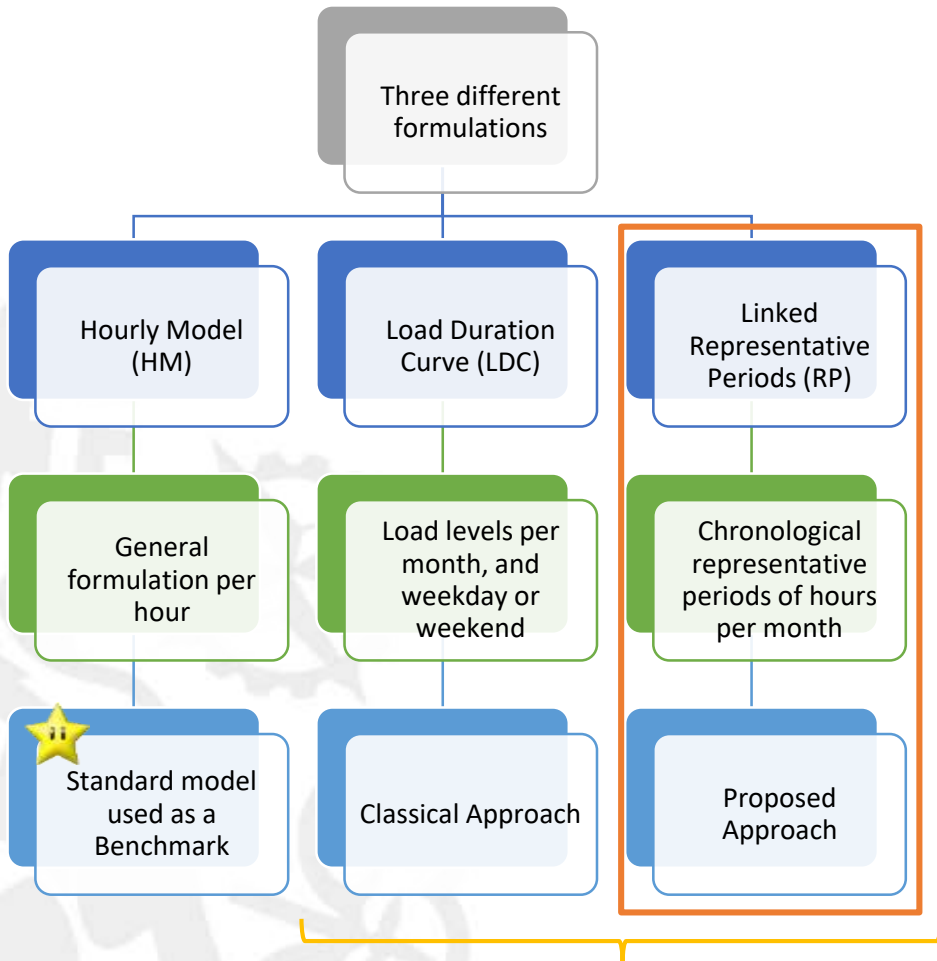 Three different
formulations
Hourly Model
(HM)
Load Duration
Curve (LDC)
Linked
Representative
Periods (RP)
General
formulation per
hour
Load levels per
month, and
weekday or
weekend
Chronological
representative
periods of hours
per month
Standard model
used as a
Benchmark
Classical Approach
Proposed
Approach